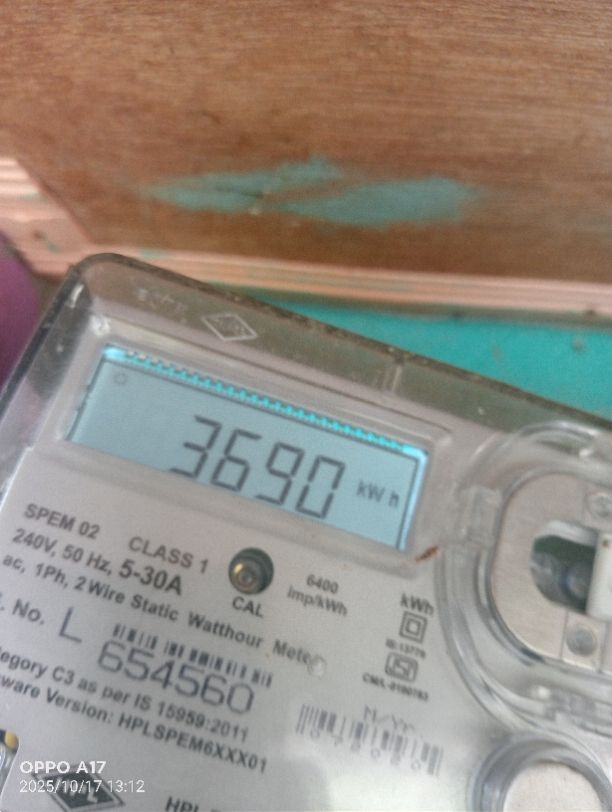 3690 kWh
SPEM 02 CLASS 1
240V, 50 Hz, 5-30A
ac, 1Ph, 2 Wire Static Watthour Meter
CAL
6400
imp/kWh
kWh
IS:13779
No. L 654560
C3 as per IS 15959:2011
Version: HPLSPEM6XXX01
OPPO A17
2025/10/17 13:12